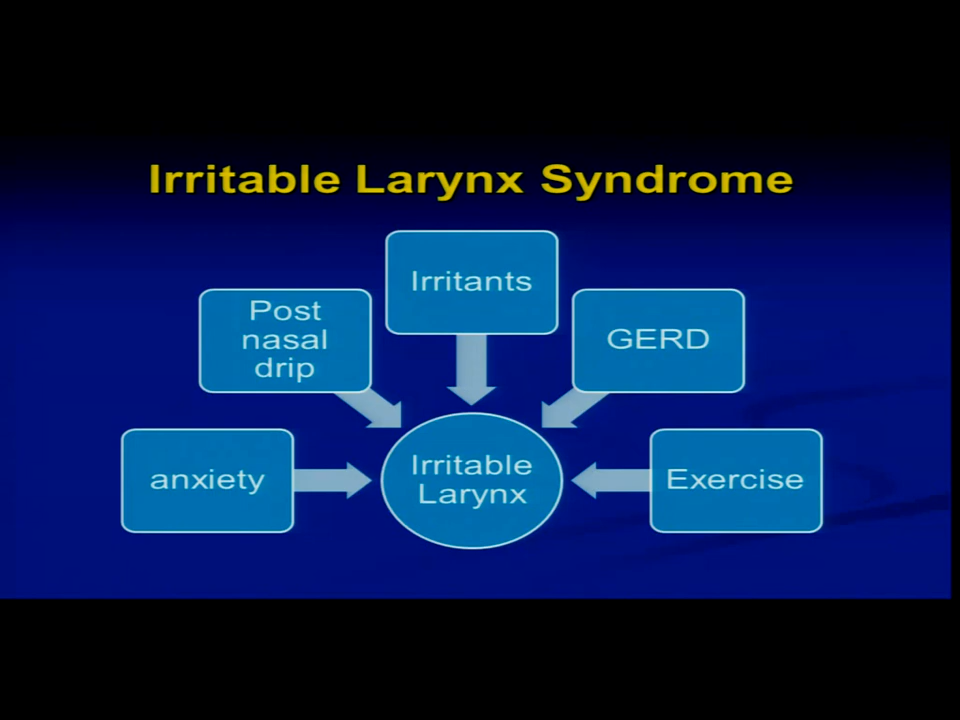 Irritable Larynx Syndrome
Irritants
Post
nasal
drip
GERD
anxiety
Irritable
Larynx
Exercise